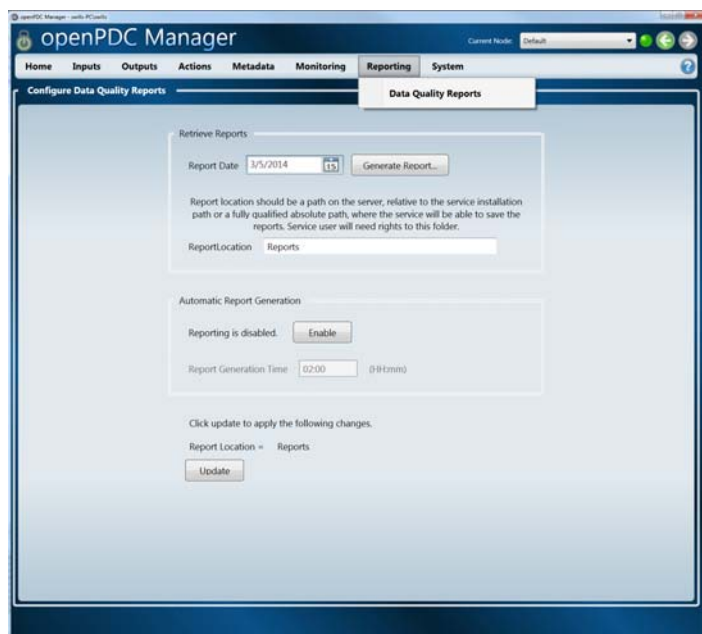 openPDC Manager
Current Node: Default
Home Inputs Outputs Actions Metadata Monitoring Reporting System
Data Quality Reports
Configure Data Quality Reports
Retrieve Reports
Report Date 3/5/2014 15 Generate Report...
Report location should be a path on the server, relative to the service installation
path or a fully qualified absolute path, where the service will be able to save the
reports. Service user will need rights to this folder.
ReportLocation Reports
Automatic Report Generation
Reporting is disabled. Enable
Report Generation Time 02:00 (HH:mm)
Click update to apply the following changes.
Report Location = Reports
Update